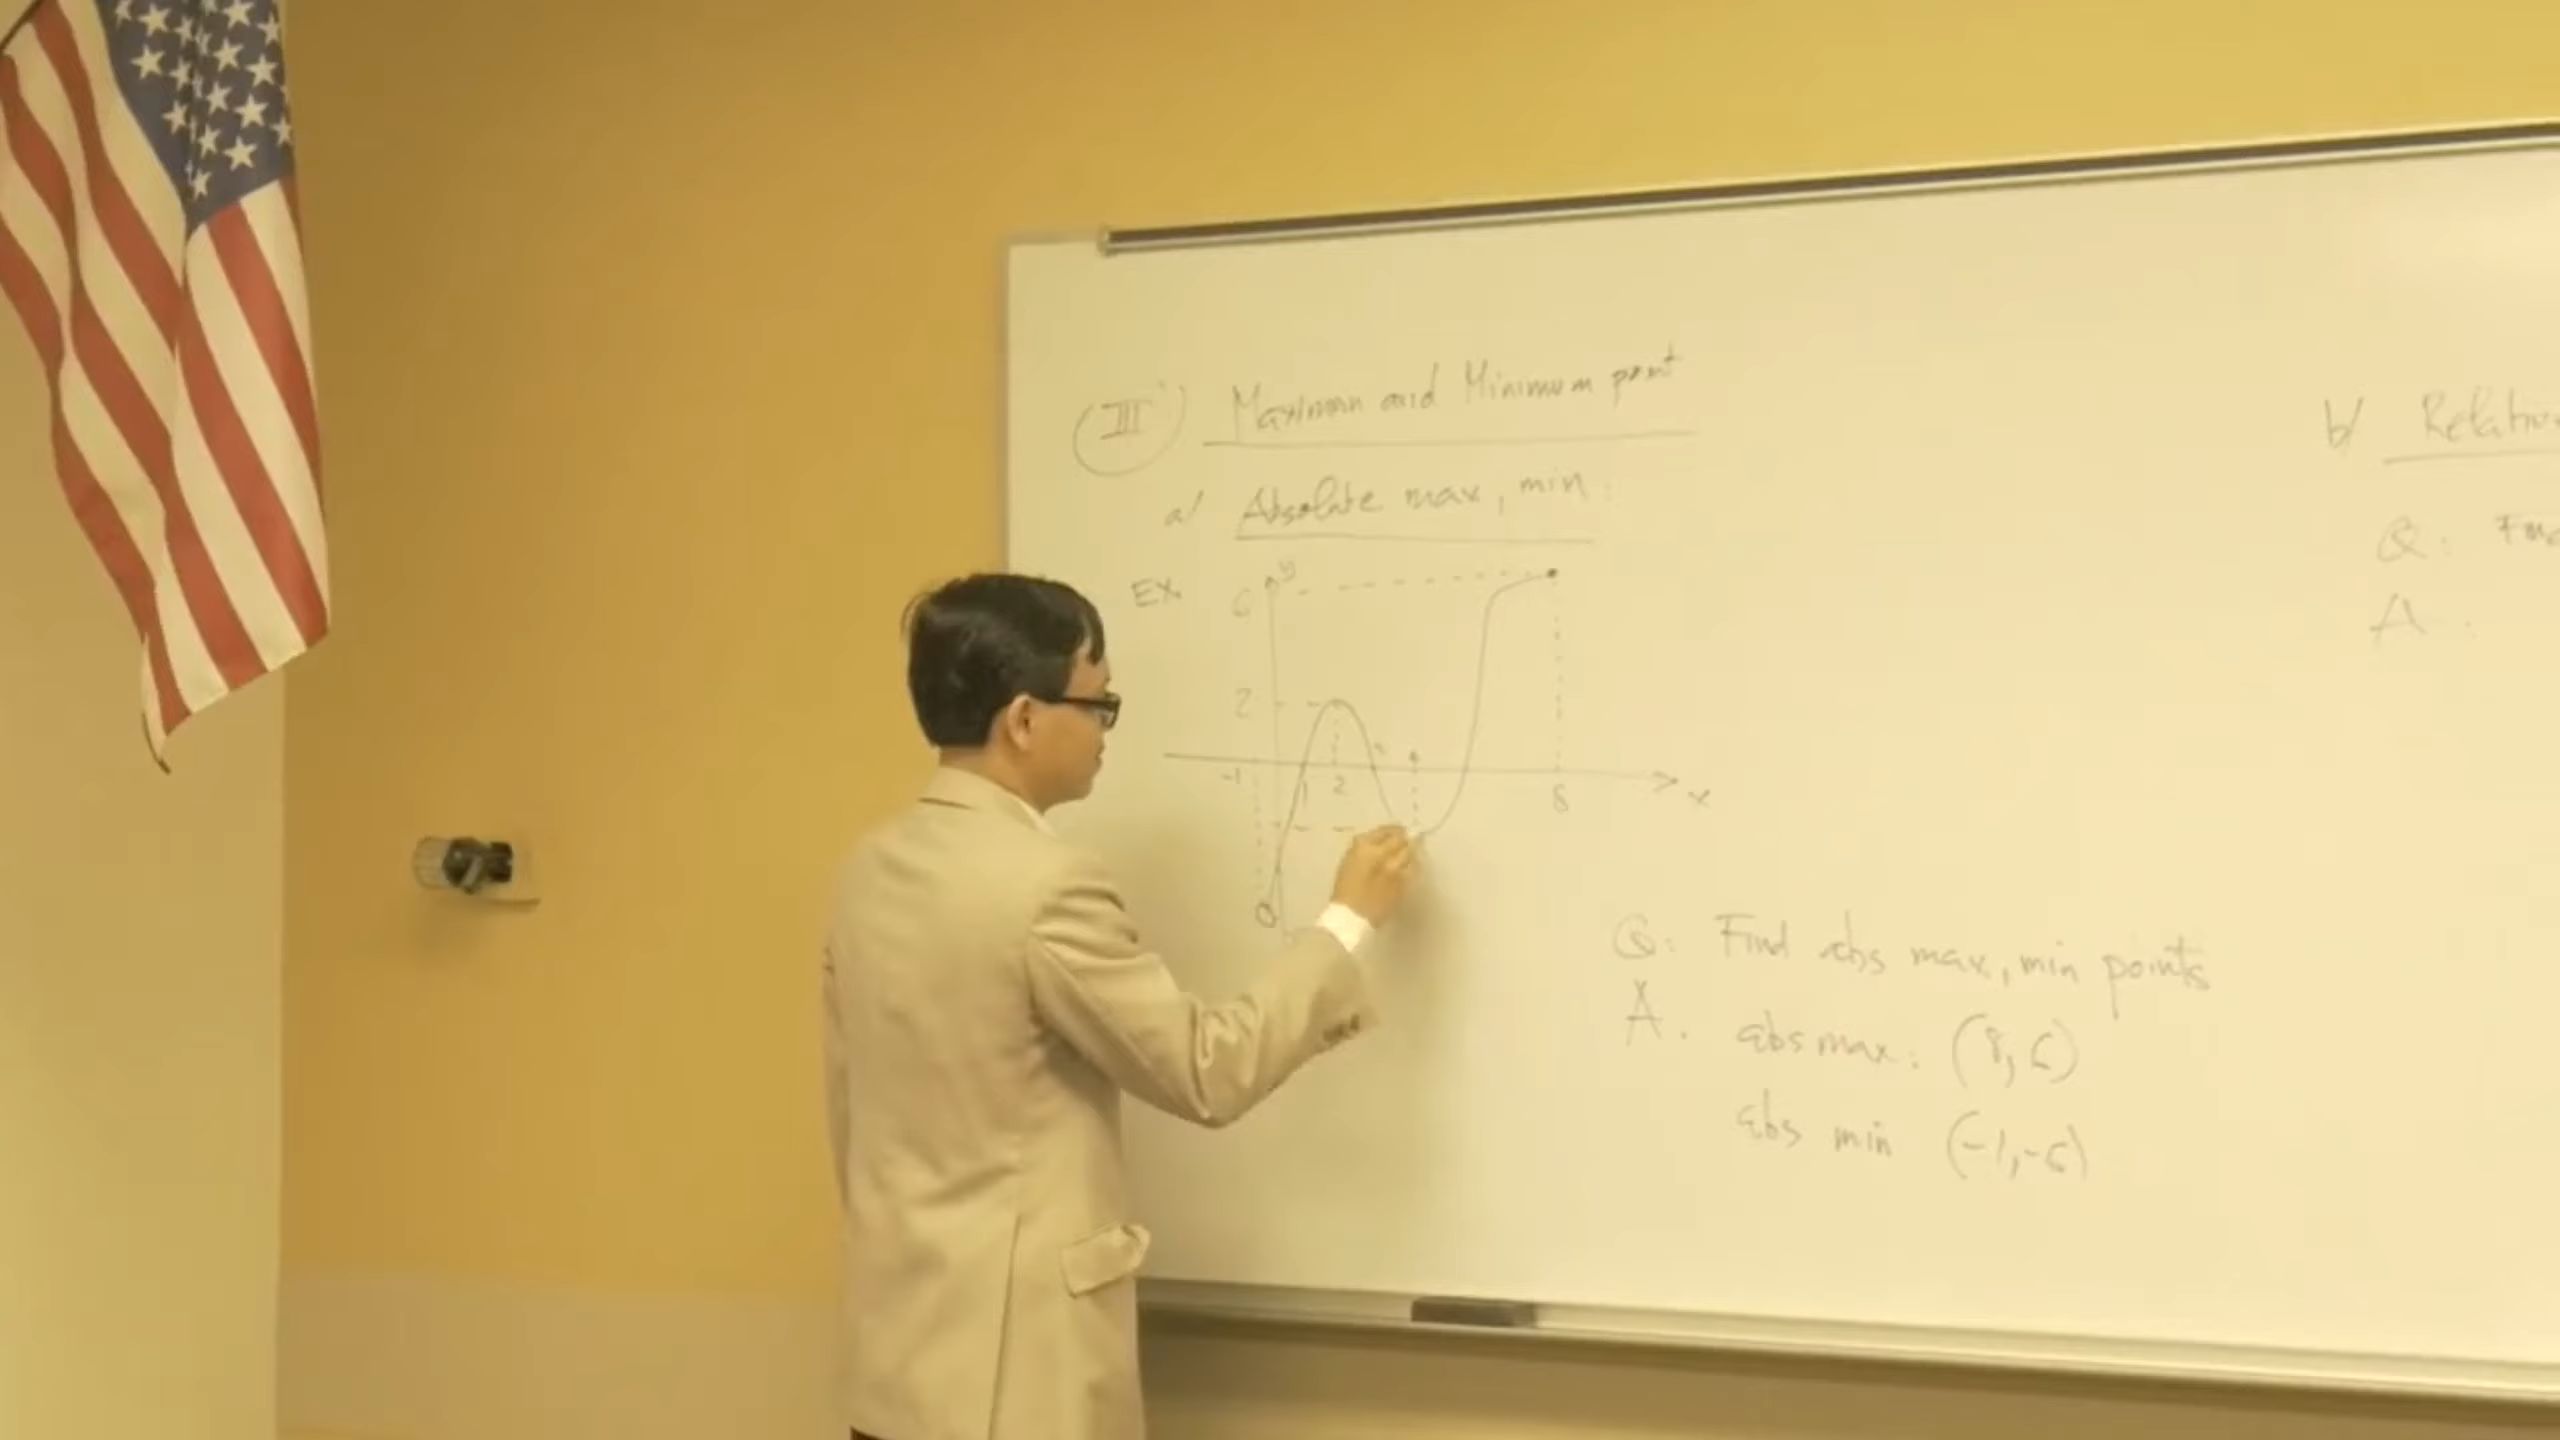 III) Maximum and Minimum point
a/ Absolute max, min:
EX.
y
6
2
-1 1 2 8 x
Q: Find abs max, min points
A. abs max: (8, 6)
abs min (-1, -6)
b/
Q:
A.